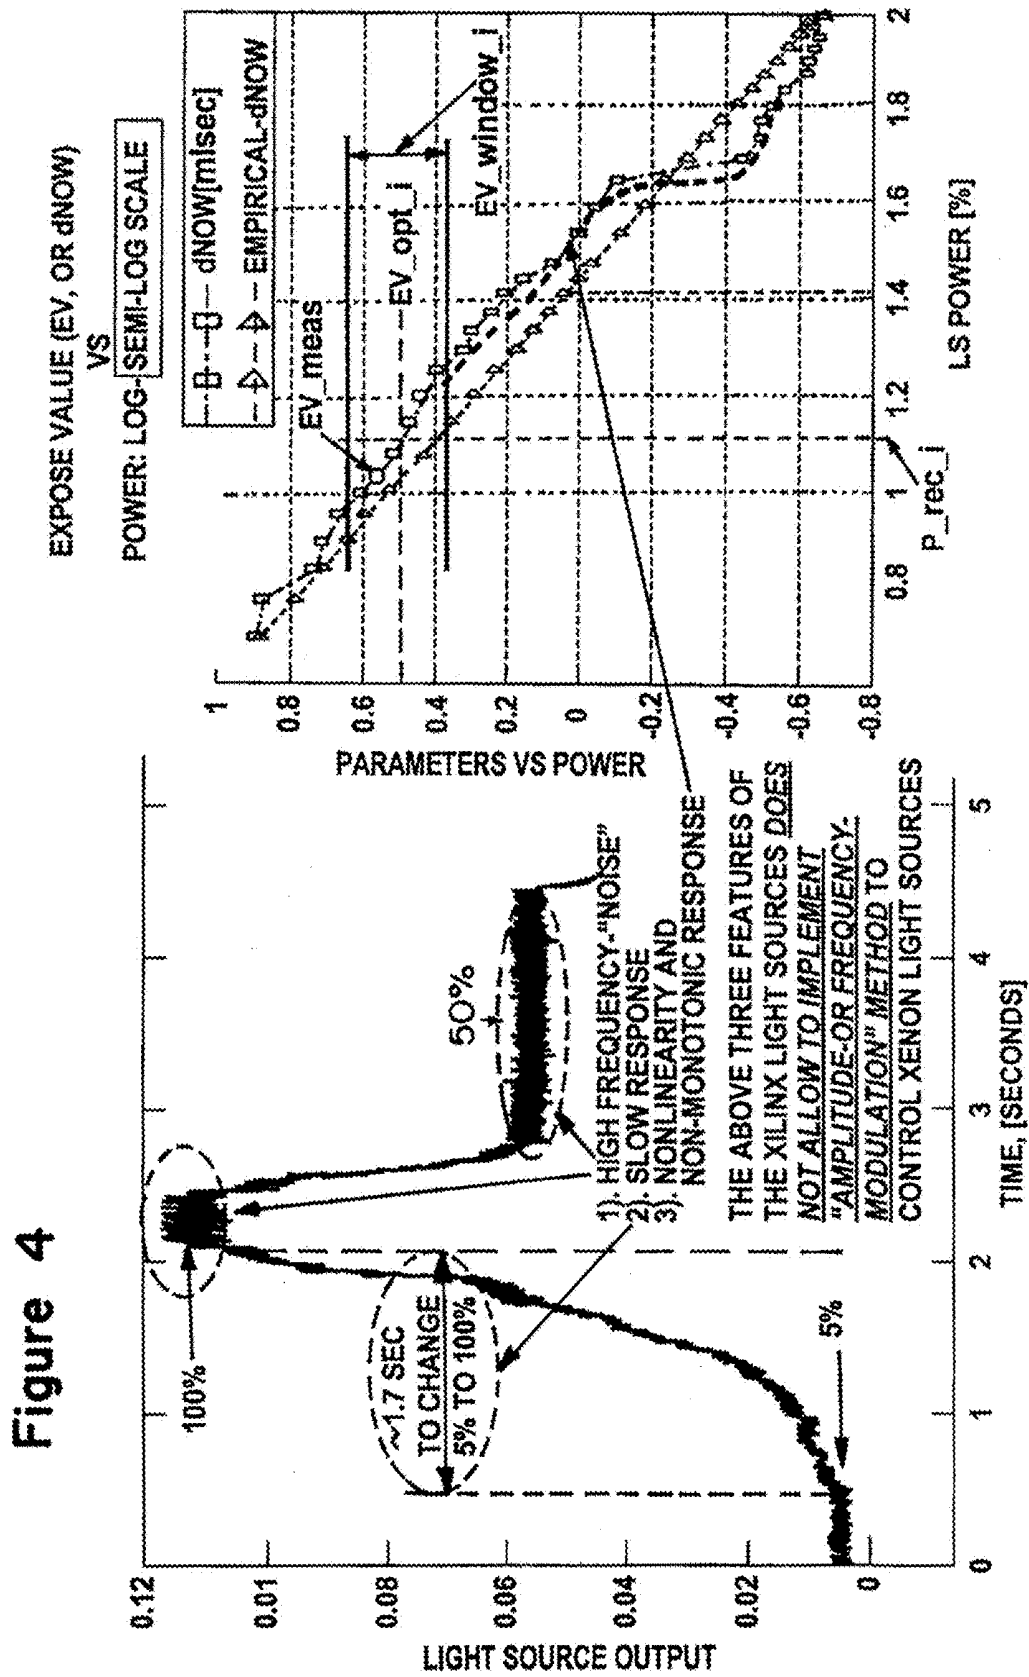 Figure 4
LIGHT SOURCE OUTPUT
0.12
0.01
0.08
0.06
0.04
0.02
0
0
1
2
3
4
5
TIME, [SECONDS]
100%
~1.7 SEC
TO CHANGE
5% TO 100%
5%
50%
1). HIGH FREQUENCY-"NOISE"
2). SLOW RESPONSE
3). NONLINEARITY AND
NON-MONOTONIC RESPONSE
THE ABOVE THREE FEATURES OF
THE XILINX LIGHT SOURCES DOES
NOT ALLOW TO IMPLEMENT
"AMPLITUDE-OR FREQUENCY-
MODULATION" METHOD TO
CONTROL XENON LIGHT SOURCES
EXPOSE VALUE (EV, OR dNOW)
VS
POWER: LOG-SEMI-LOG SCALE
dNOW[mlsec]
EMPIRICAL-dNOW
EV_meas
EV_opt_i
EV_window_i
PARAMETERS VS POWER
1
0.8
0.6
0.4
0.2
0
-0.2
-0.4
-0.6
-0.8
0.8
1
1.2
1.4
1.6
1.8
2
P_rec_i
LS POWER [%]